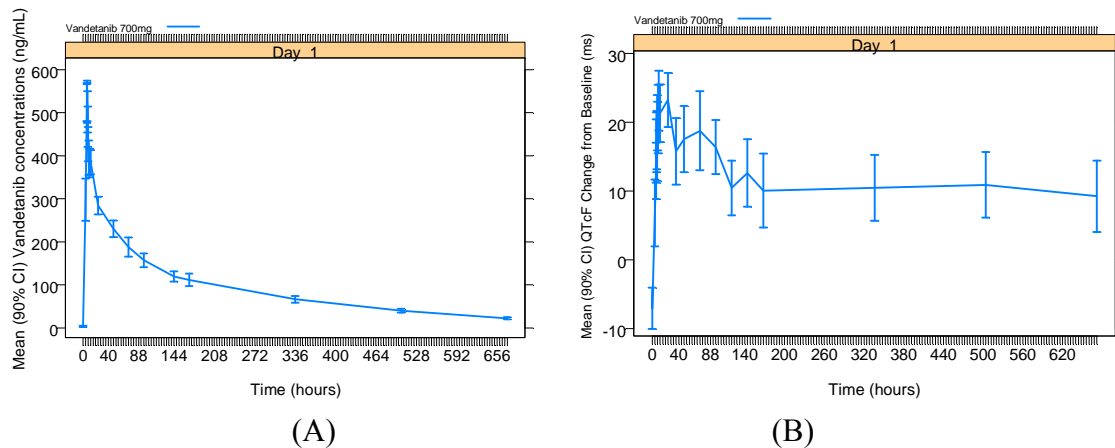 Vandetanib 700mg
Day 1
Mean (90% CI) Vandetanib concentrations (ng/mL)
600
500
400
300
200
100
0
0 40 88 144 208 272 336 400 464 528 592 656
Time (hours)
(A)
Vandetanib 700mg
Day 1
Mean (90% CI) QTcF Change from Baseline (ms)
30
20
10
0
-10
0 40 88 140 200 260 320 380 440 500 560 620
Time (hours)
(B)